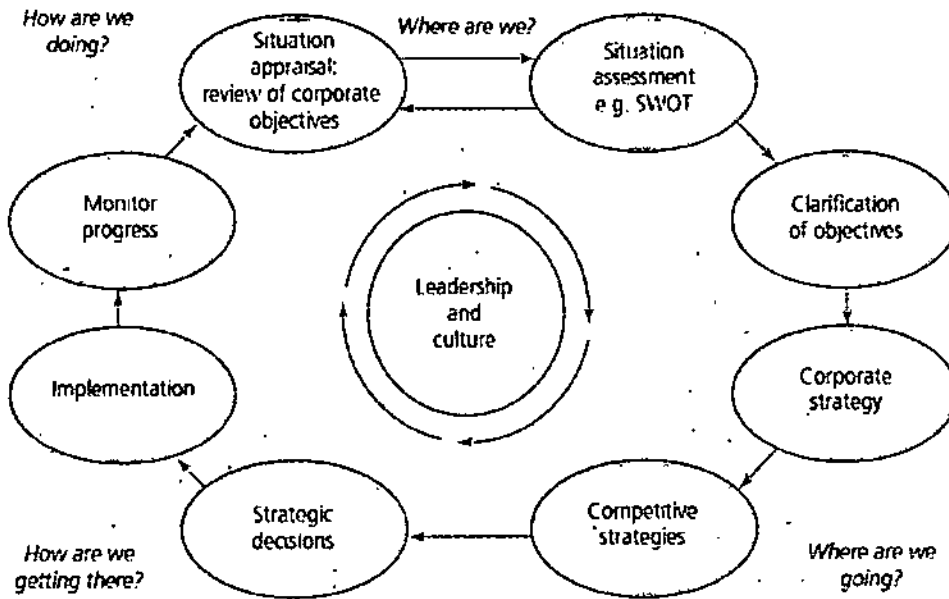 How are we
doing?
Situation
appraisal:
review of corporate
objectives
Where are we?
Situation
assessment
e.g. SWOT
Monitor
progress
Clarification
of objectives
Leadership
and
culture
Implementation
Corporate
strategy
Strategic
decisions
Competitive
strategies
How are we
getting there?
Where are we
going?